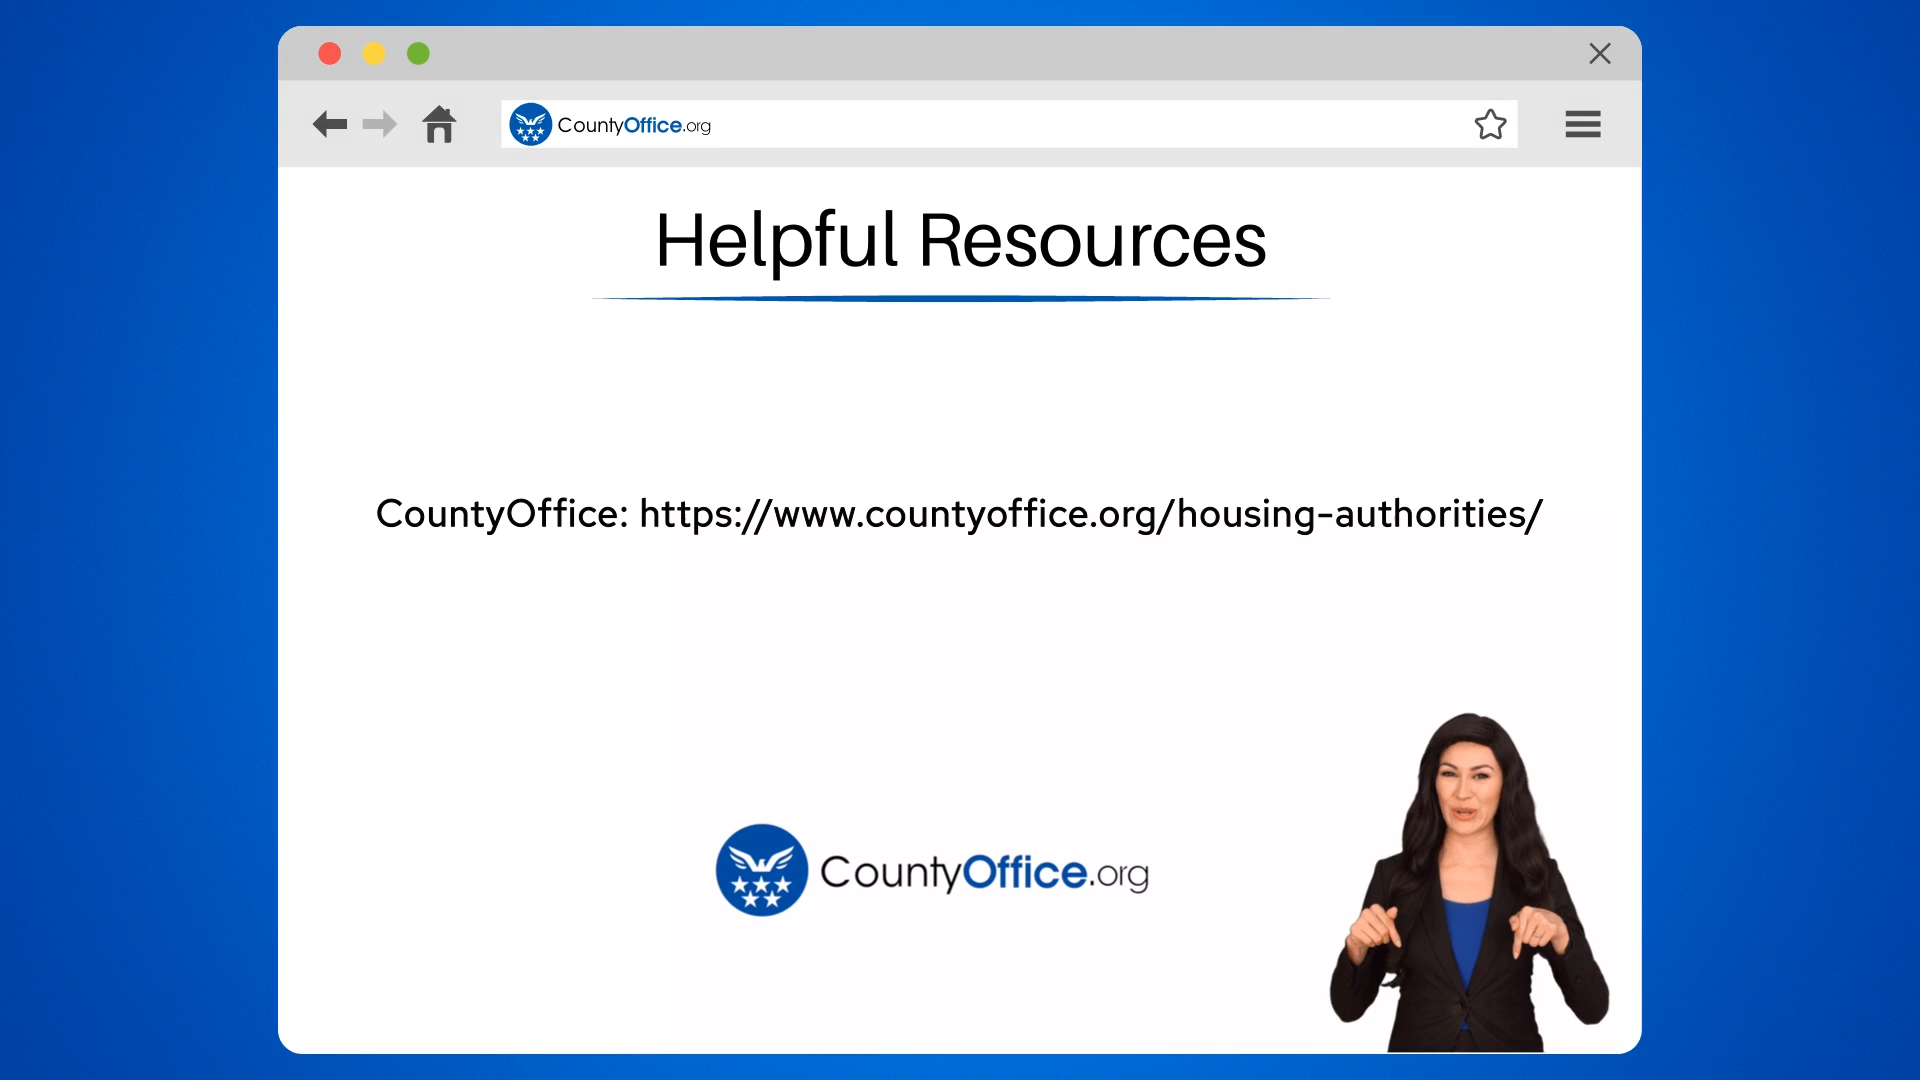 CountyOffice.org
Helpful Resources
CountyOffice: https://www.countyoffice.org/housing-authorities/
CountyOffice.org